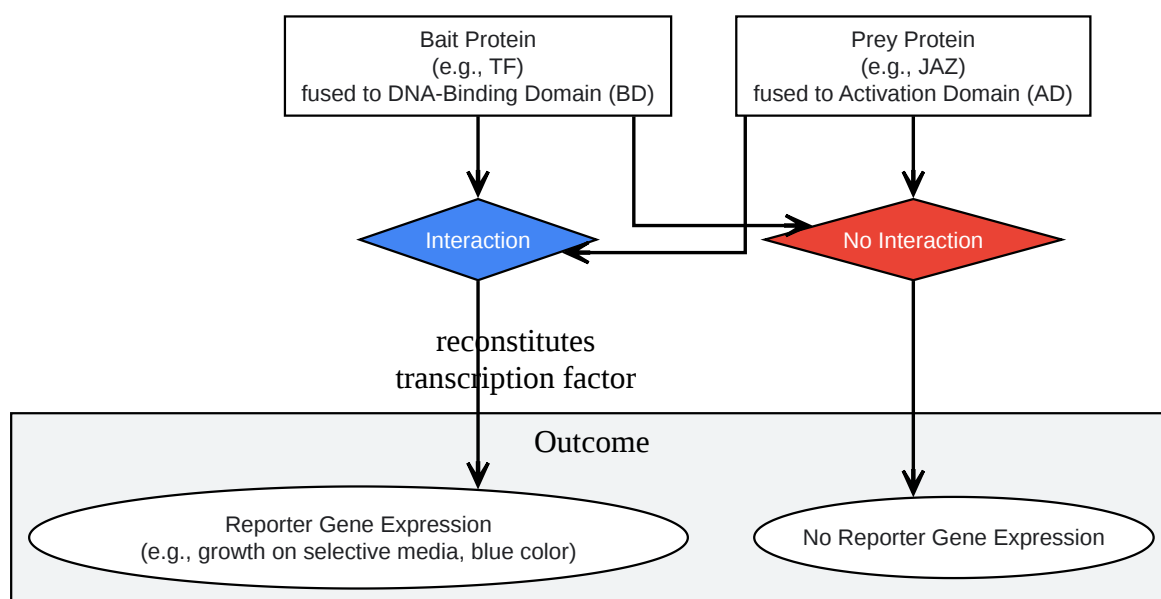 Bait Protein
(e.g., TF)
fused to DNA-Binding Domain (BD)
Prey Protein
(e.g., JAZ)
fused to Activation Domain (AD)
Interaction
No Interaction
reconstitutes
transcription factor
Outcome
Reporter Gene Expression
(e.g., growth on selective media, blue color)
No Reporter Gene Expression